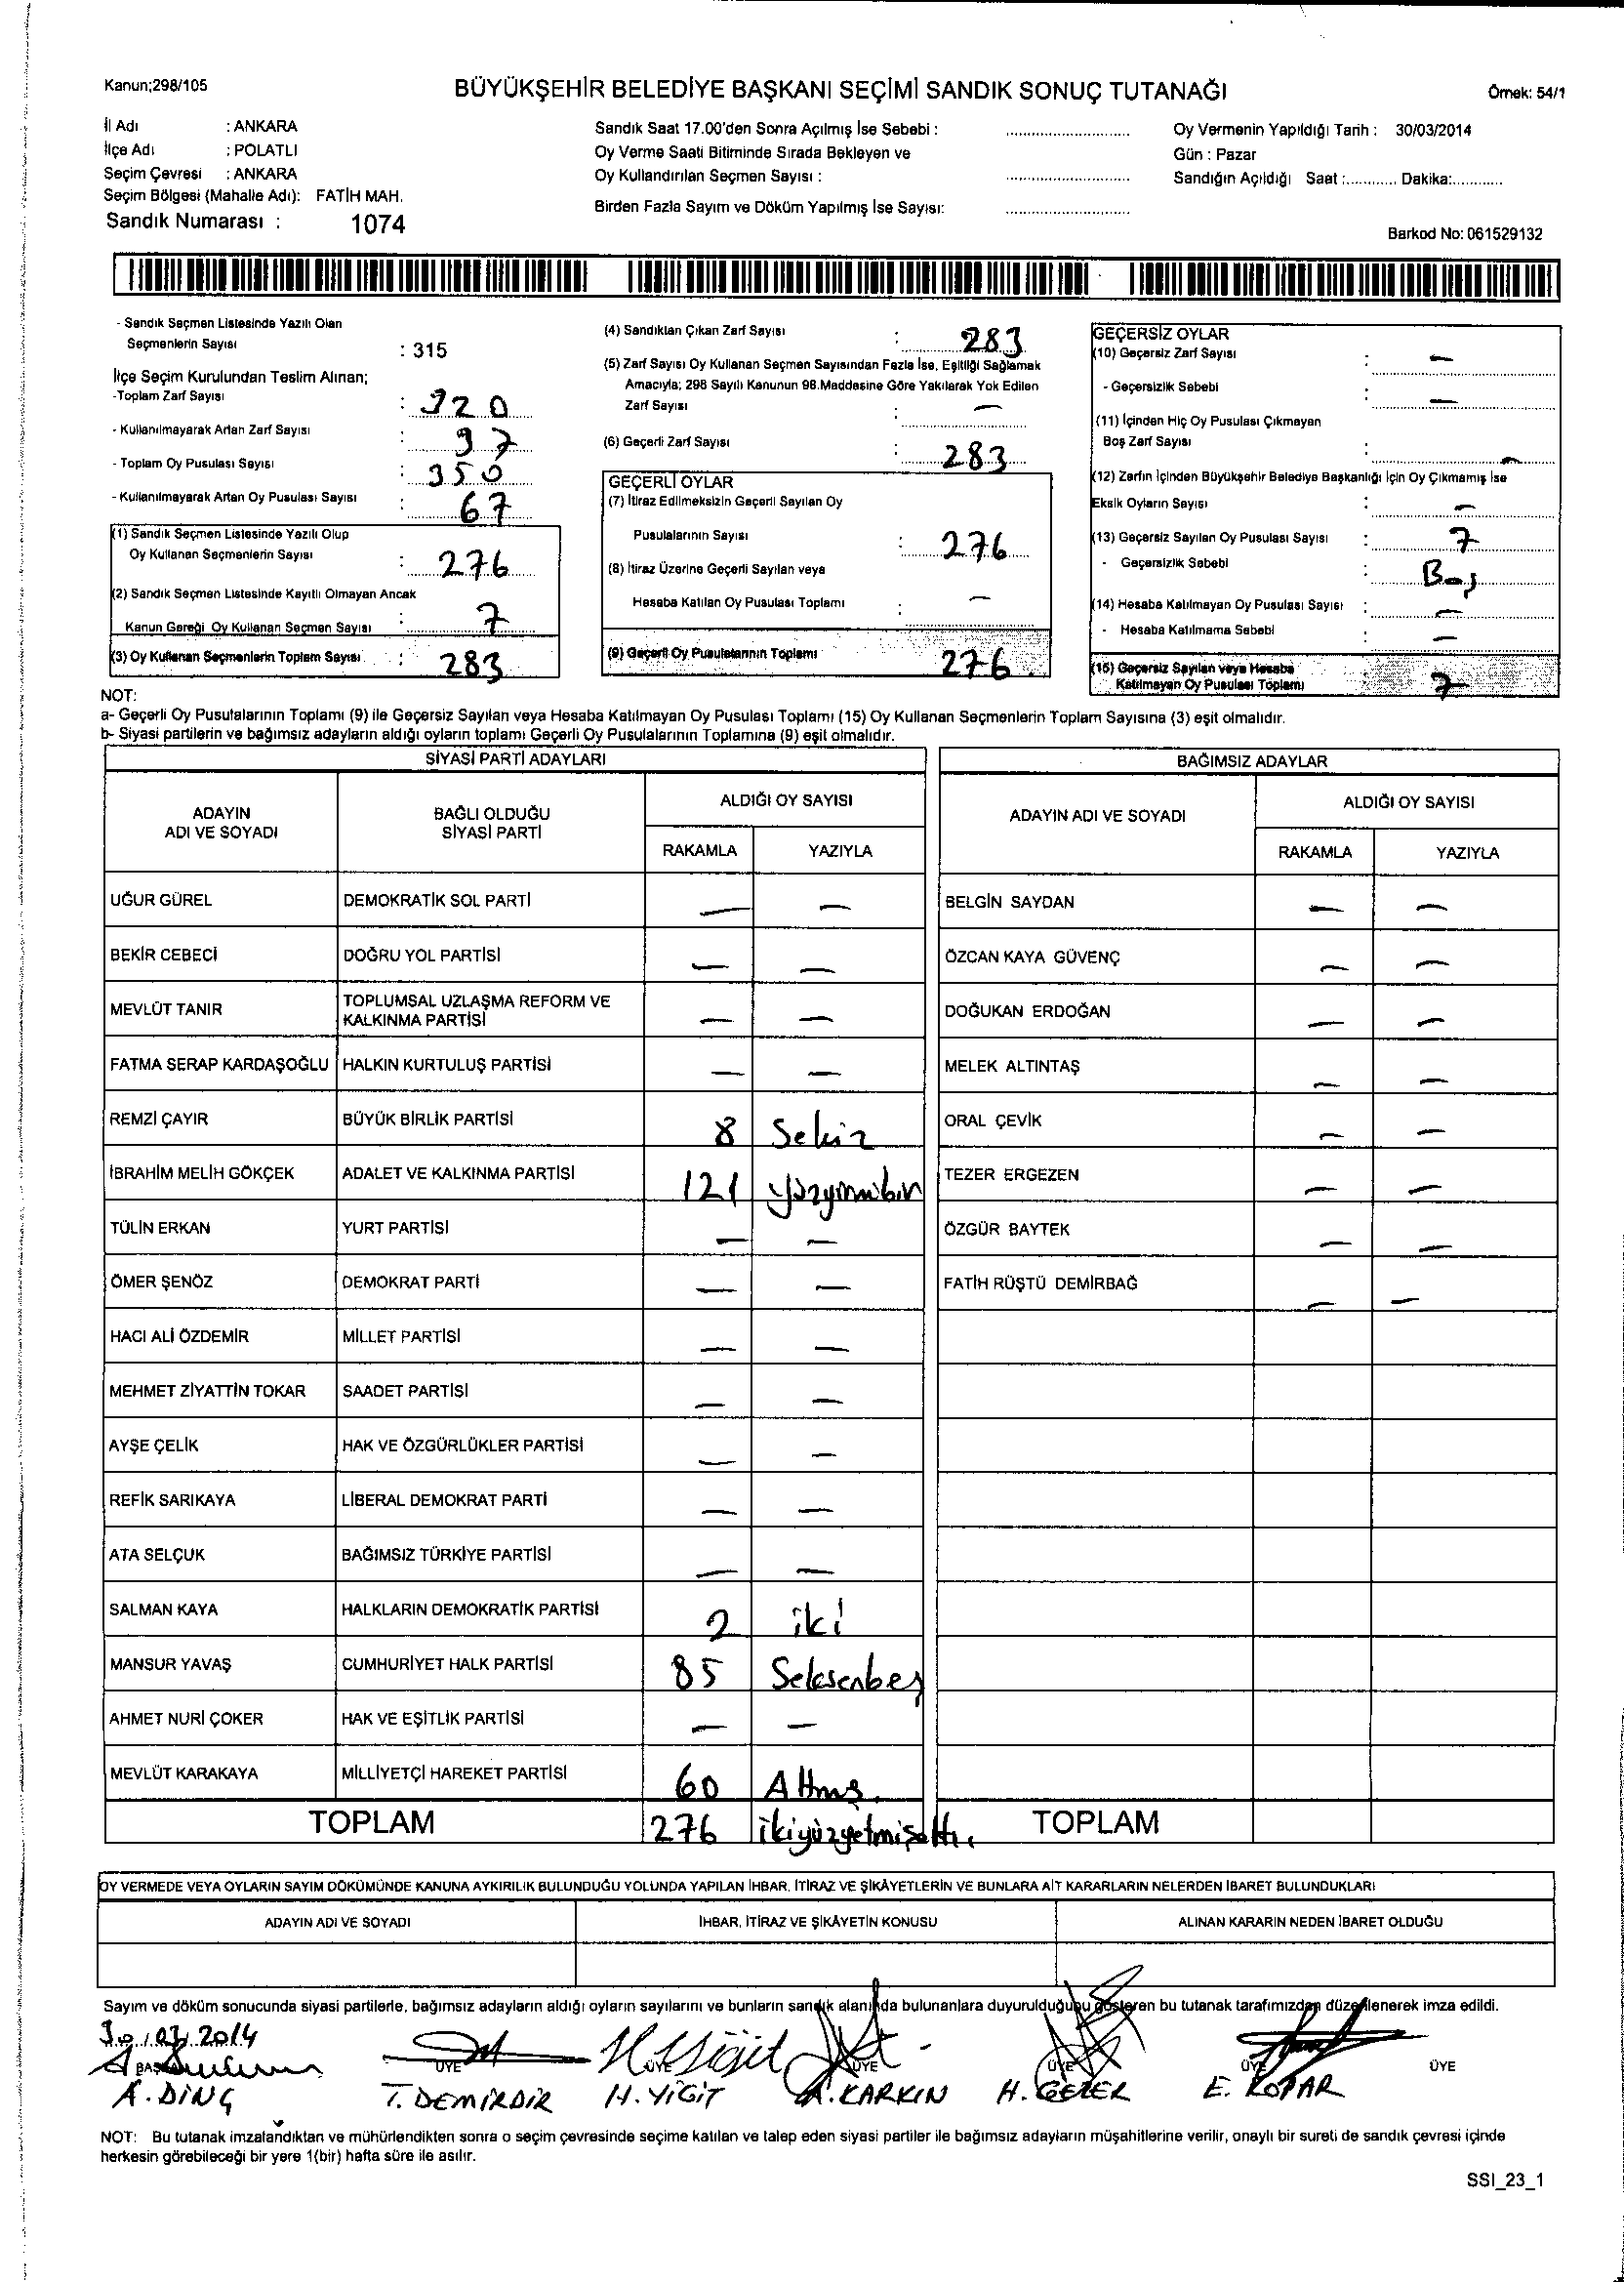 Kanun;298/105
BÜYÜKŞEHİR BELEDİYE BAŞKANI SEÇİMİ SANDIK SONUÇ TUTANAĞI
Örnek: 54/1
İl Adı : ANKARA
İlçe Adı : POLATLI
Seçim Çevresi : ANKARA
Seçim Bölgesi (Mahalle Adı): FATİH MAH.
Sandık Numarası : 1074
Sandık Saat 17.00'den Sonra Açılmış İse Sebebi :
Oy Verme Saati Bitiminde Sırada Bekleyen ve
Oy Kullandırılan Seçmen Sayısı :
Birden Fazla Sayım ve Döküm Yapılmış İse Sayısı:
Oy Vermenin Yapıldığı Tarih : 30/03/2014
Gün : Pazar
Sandığın Açıldığı Saat :............ Dakika:............
Barkod No: 061529132
- Sandık Seçmen Listesinde Yazılı Olan
Seçmenlerin Sayısı : 315
İlçe Seçim Kurulundan Teslim Alınan;
-Toplam Zarf Sayısı : 320
- Kullanılmayarak Artan Zarf Sayısı : 37
- Toplam Oy Pusulası Sayısı : 350
- Kullanılmayarak Artan Oy Pusulası Sayısı : 67
(1) Sandık Seçmen Listesinde Yazılı Olup
Oy Kullanan Seçmenlerin Sayısı : 276
(2) Sandık Seçmen Listesinde Kayıtlı Olmayan Ancak
Kanun Gereği Oy Kullanan Seçmen Sayısı : 7
(3) Oy Kullanan Seçmenlerin Toplam Sayısı : 283
(4) Sandıktan Çıkan Zarf Sayısı : 283
(5) Zarf Sayısı Oy Kullanan Seçmen Sayısından Fazla İse, Eşitliği Sağlamak
Amacıyla; 298 Sayılı Kanunun 98.Maddesine Göre Yakılarak Yok Edilen
Zarf Sayısı : —
(6) Geçerli Zarf Sayısı : 283
GEÇERLİ OYLAR
(7) İtiraz Edilmeksizin Geçerli Sayılan Oy
Pusulalarının Sayısı : 276
(8) İtiraz Üzerine Geçerli Sayılan veya
Hesaba Katılan Oy Pusulası Toplamı : —
(9) Geçerli Oy Pusulalarının Toplamı 276
GEÇERSİZ OYLAR
(10) Geçersiz Zarf Sayısı : —
- Geçersizlik Sebebi : —
(11) İçinden Hiç Oy Pusulası Çıkmayan
Boş Zarf Sayısı : —
(12) Zarfın İçinden Büyükşehir Belediye Başkanlığı İçin Oy Çıkmamış İse
Eksik Oyların Sayısı : —
(13) Geçersiz Sayılan Oy Pusulası Sayısı : 7
- Geçersizlik Sebebi : Boş
(14) Hesaba Katılmayan Oy Pusulası Sayısı : —
- Hesaba Katılmama Sebebi : —
(15) Geçersiz Sayılan veya Hesaba
Katılmayan Oy Pusulası Toplamı : 7
NOT:
a- Geçerli Oy Pusulalarının Toplamı (9) ile Geçersiz Sayılan veya Hesaba Katılmayan Oy Pusulası Toplamı (15) Oy Kullanan Seçmenlerin Toplam Sayısına (3) eşit olmalıdır.
b- Siyasi partilerin ve bağımsız adayların aldığı oyların toplamı Geçerli Oy Pusulalarının Toplamına (9) eşit olmalıdır.
SİYASİ PARTİ ADAYLARI
ADAYIN ADI VE SOYADI
BAĞLI OLDUĞU SİYASİ PARTİ
ALDIĞI OY SAYISI
RAKAMLA YAZIYLA
UĞUR GÜREL DEMOKRATİK SOL PARTİ — —
BEKİR CEBECİ DOĞRU YOL PARTİSİ — —
MEVLÜT TANIR TOPLUMSAL UZLAŞMA REFORM VE KALKINMA PARTİSİ — —
FATMA SERAP KARDAŞOĞLU HALKIN KURTULUŞ PARTİSİ — —
REMZİ ÇAYIR BÜYÜK BİRLİK PARTİSİ 8 Sekiz
İBRAHİM MELİH GÖKÇEK ADALET VE KALKINMA PARTİSİ 121 yüzyirmibir
TÜLİN ERKAN YURT PARTİSİ — —
ÖMER ŞENÖZ DEMOKRAT PARTİ — —
HACI ALİ ÖZDEMİR MİLLET PARTİSİ — —
MEHMET ZİYATTİN TOKAR SAADET PARTİSİ — —
AYŞE ÇELİK HAK VE ÖZGÜRLÜKLER PARTİSİ — —
REFİK SARIKAYA LİBERAL DEMOKRAT PARTİ — —
ATA SELÇUK BAĞIMSIZ TÜRKİYE PARTİSİ — —
SALMAN KAYA HALKLARIN DEMOKRATİK PARTİSİ 2 iki
MANSUR YAVAŞ CUMHURİYET HALK PARTİSİ 85 Seksenbeş
AHMET NURİ ÇOKER HAK VE EŞİTLİK PARTİSİ — —
MEVLÜT KARAKAYA MİLLİYETÇİ HAREKET PARTİSİ 60 Altmış
TOPLAM 276 ikiyüzyetmişaltı
BAĞIMSIZ ADAYLAR
ADAYIN ADI VE SOYADI
ALDIĞI OY SAYISI
RAKAMLA YAZIYLA
BELGİN SAYDAN — —
ÖZCAN KAYA GÜVENÇ — —
DOĞUKAN ERDOĞAN — —
MELEK ALTINTAŞ — —
ORAL ÇEVİK — —
TEZER ERGEZEN — —
ÖZGÜR BAYTEK — —
FATİH RÜŞTÜ DEMİRBAĞ — —
TOPLAM
OY VERMEDE VEYA OYLARIN SAYIM DÖKÜMÜNDE KANUNA AYKIRILIK BULUNDUĞU YOLUNDA YAPILAN İHBAR, İTİRAZ VE ŞİKÂYETLERİN VE BUNLARA AİT KARARLARIN NELERDEN İBARET BULUNDUKLARI
ADAYIN ADI VE SOYADI
İHBAR, İTİRAZ VE ŞİKÂYETİN KONUSU
ALINAN KARARIN NEDEN İBARET OLDUĞU
Sayım ve döküm sonucunda siyasi partilerle, bağımsız adayların aldığı oyların sayılarını ve bunların sandık alanında bulunanlara duyurulduğunu gösteren bu tutanak tarafımızdan düzenlenerek imza edildi.
30.03.2014
ÜYE ÜYE ÜYE ÜYE ÜYE ÜYE
A. DİNÇ T. DEMİRDİR H. YİĞİT A. KARKIN H. GEZER E. KOPAR
NOT: Bu tutanak imzalandıktan ve mühürlendikten sonra o seçim çevresinde seçime katılan ve talep eden siyasi partiler ile bağımsız adayların müşahitlerine verilir, onaylı bir sureti de sandık çevresi içinde
herkesin görebileceği bir yere 1(bir) hafta süre ile asılır.
SSI_23_1